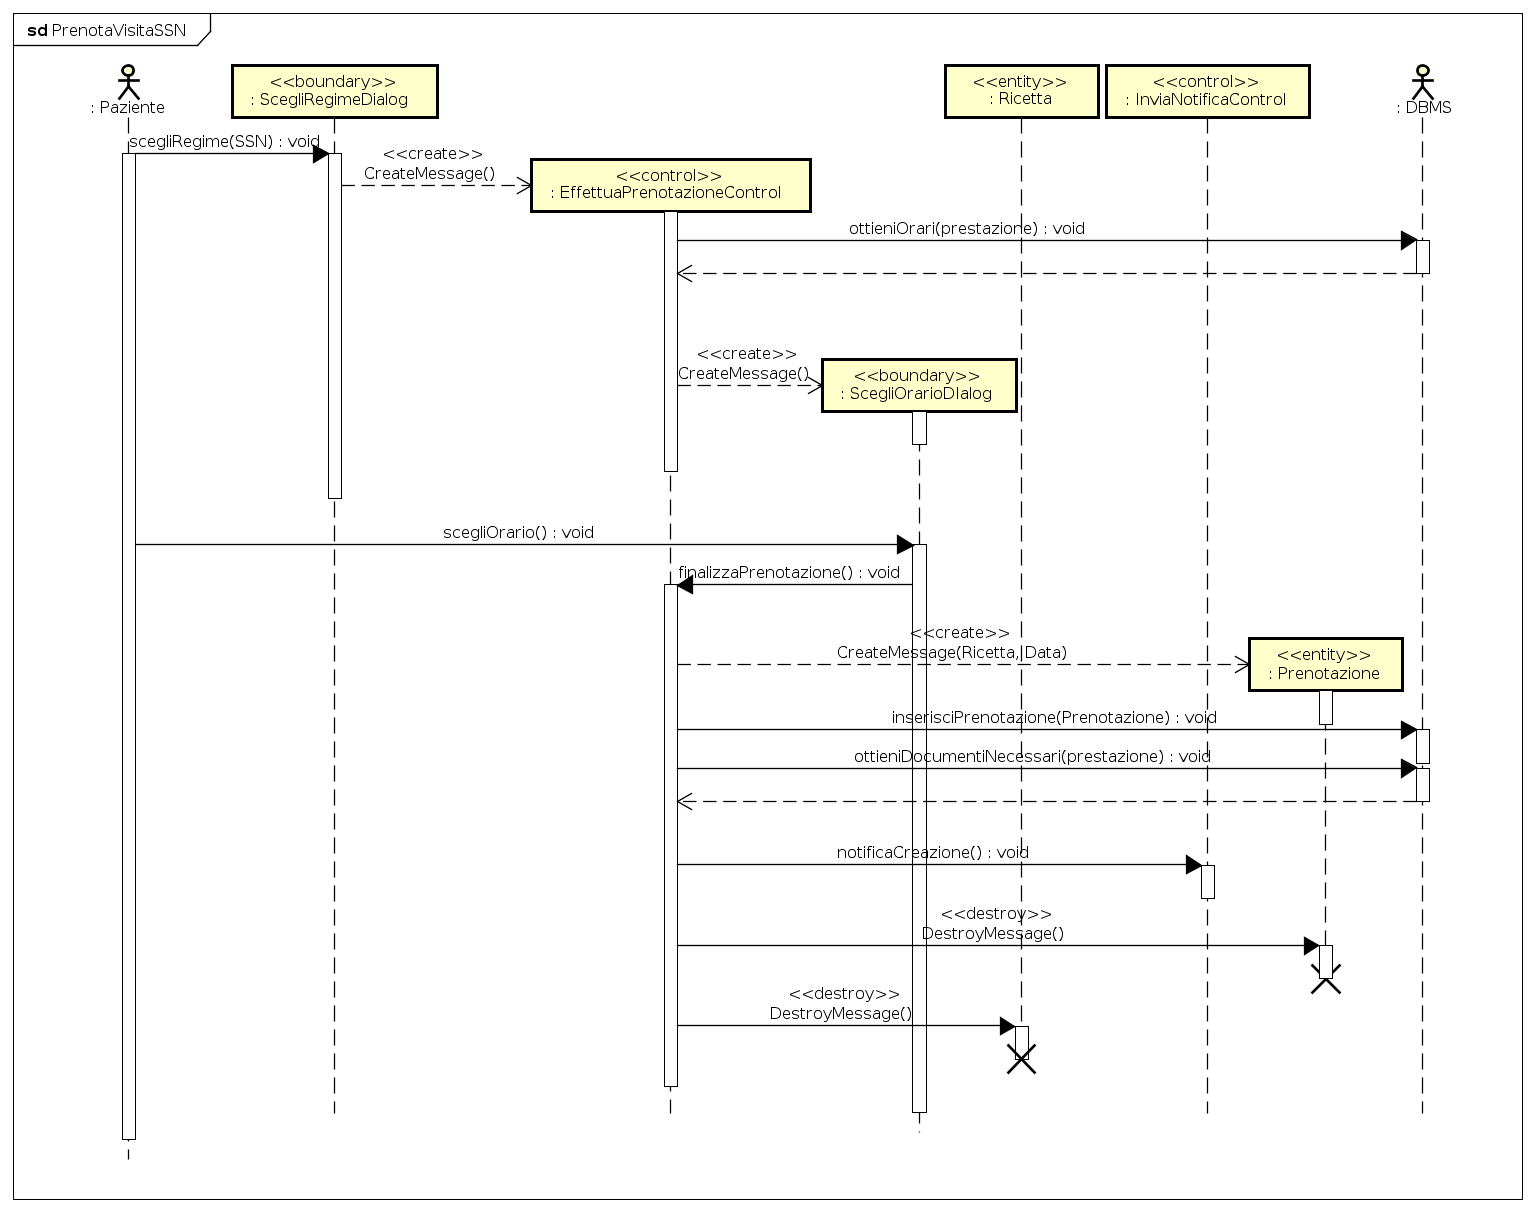 sd PrenotaVisitaSSN
: Paziente
<<boundary>>
: ScegliRegimeDialog
<<entity>>
: Ricetta
<<control>>
: InviaNotificaControl
: DBMS
scegliRegime(SSN) : void
<<create>>
CreateMessage()
<<control>>
: EffettuaPrenotazioneControl
ottieniOrari(prestazione) : void
<<create>>
CreateMessage()
<<boundary>>
: ScegliOrarioDIalog
scegliOrario() : void
finalizzaPrenotazione() : void
<<create>>
CreateMessage(Ricetta, Data)
<<entity>>
: Prenotazione
inserisciPrenotazione(Prenotazione) : void
ottieniDocumentiNecessari(prestazione) : void
notificaCreazione() : void
<<destroy>>
DestroyMessage()
<<destroy>>
DestroyMessage()